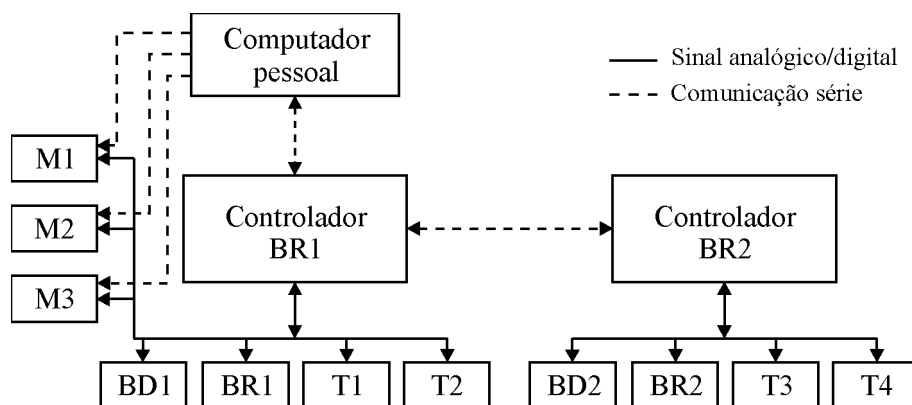 Computador
pessoal
Sinal analógico/digital
Comunicação série
M1
M2
M3
Controlador
BR1
Controlador
BR2
BD1
BR1
T1
T2
BD2
BR2
T3
T4